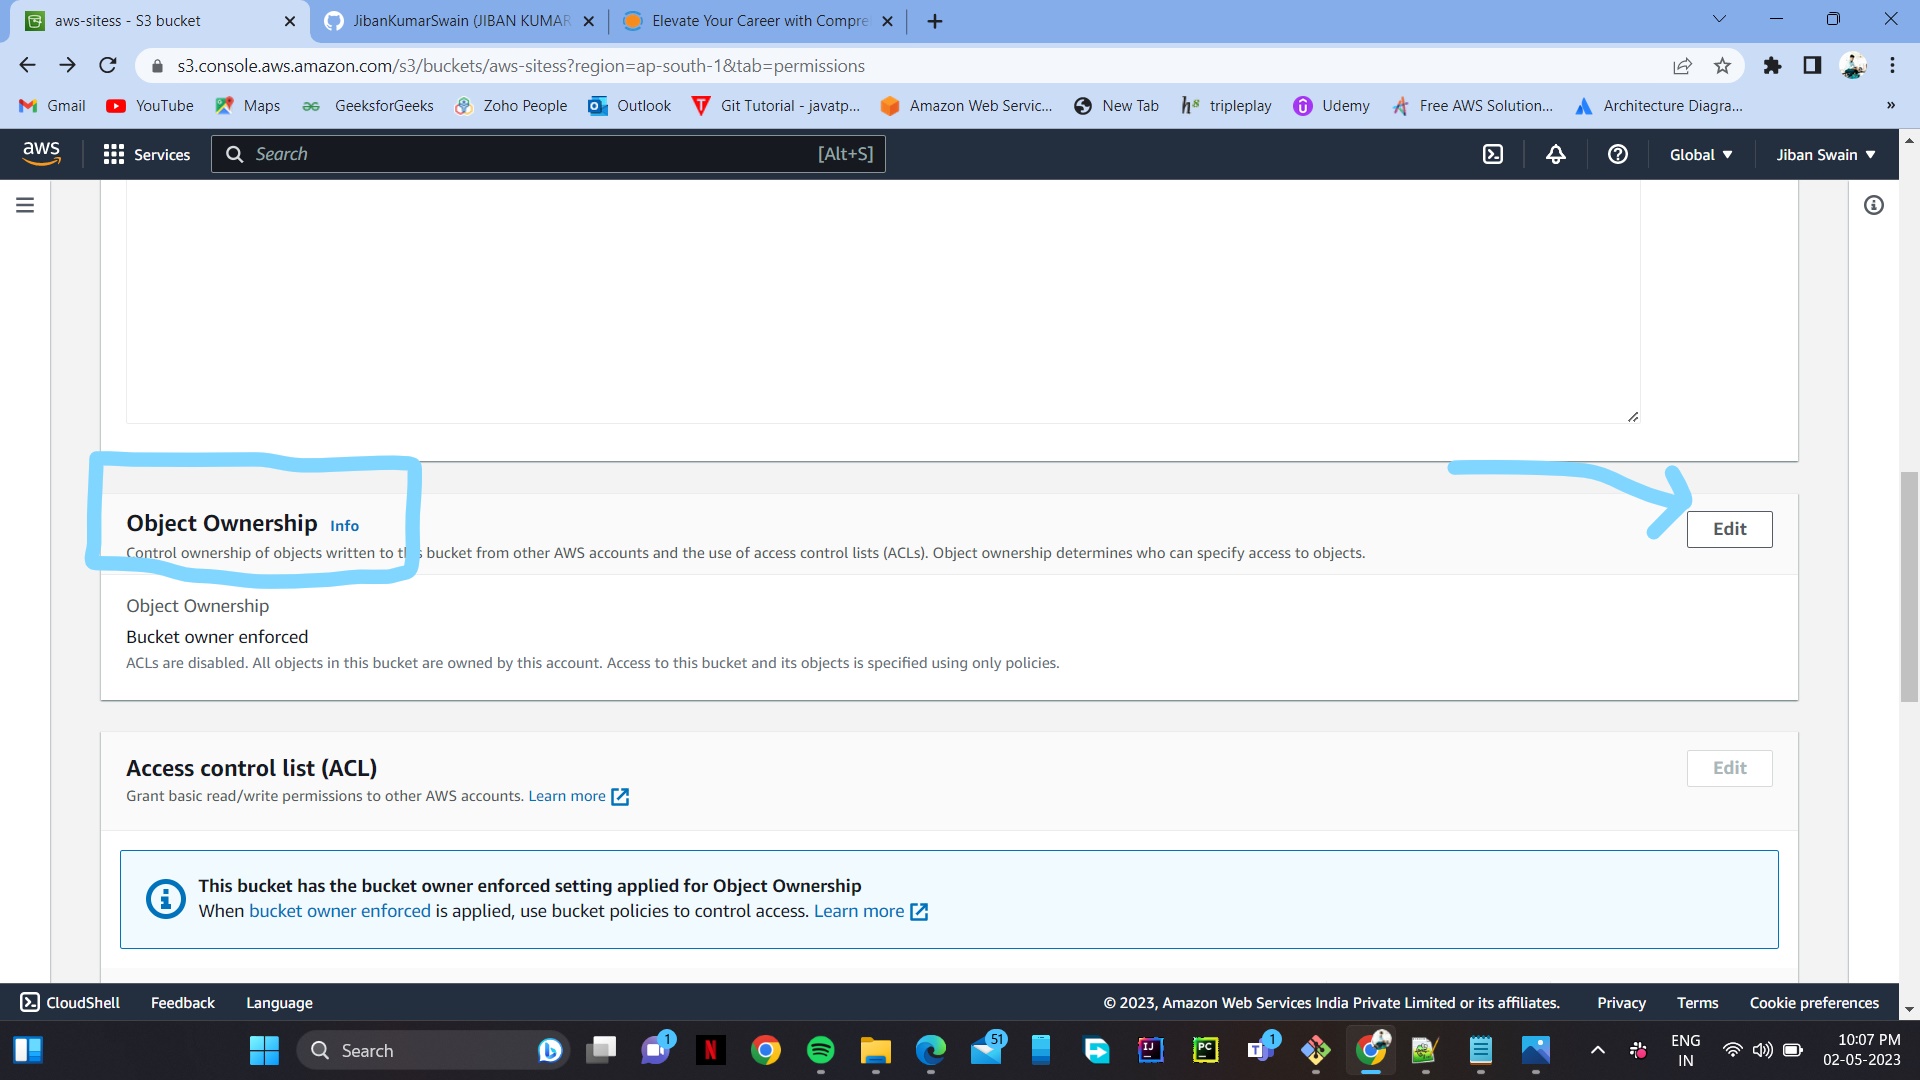 aws-sitess - S3 bucket
JibanKumarSwain (JIBAN KUMAR
Elevate Your Career with Compre
s3.console.aws.amazon.com/s3/buckets/aws-sitess?region=ap-south-1&tab=permissions
Gmail YouTube Maps GeeksforGeeks Zoho People Outlook Git Tutorial - javatp... Amazon Web Servic... New Tab tripleplay Udemy Free AWS Solution... Architecture Diagra... »
aws Services Search [Alt+S] Global Jiban Swain
Object Ownership Info
Edit
Control ownership of objects written to this bucket from other AWS accounts and the use of access control lists (ACLs). Object ownership determines who can specify access to objects.
Object Ownership
Bucket owner enforced
ACLs are disabled. All objects in this bucket are owned by this account. Access to this bucket and its objects is specified using only policies.
Access control list (ACL)
Edit
Grant basic read/write permissions to other AWS accounts. Learn more
This bucket has the bucket owner enforced setting applied for Object Ownership
When bucket owner enforced is applied, use bucket policies to control access. Learn more
CloudShell Feedback Language © 2023, Amazon Web Services India Private Limited or its affiliates. Privacy Terms Cookie preferences
Search
1
51
1
ENG
IN
10:07 PM
02-05-2023